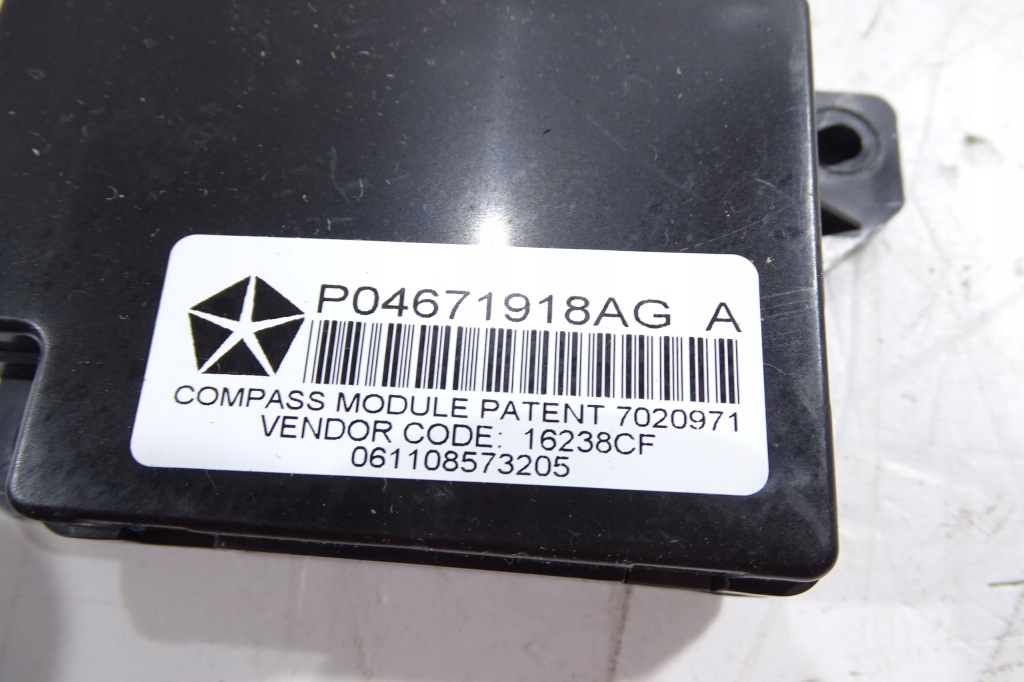 P04671918AG A
COMPASS MODULE PATENT 7020971
VENDOR CODE: 16238CF
061108573205